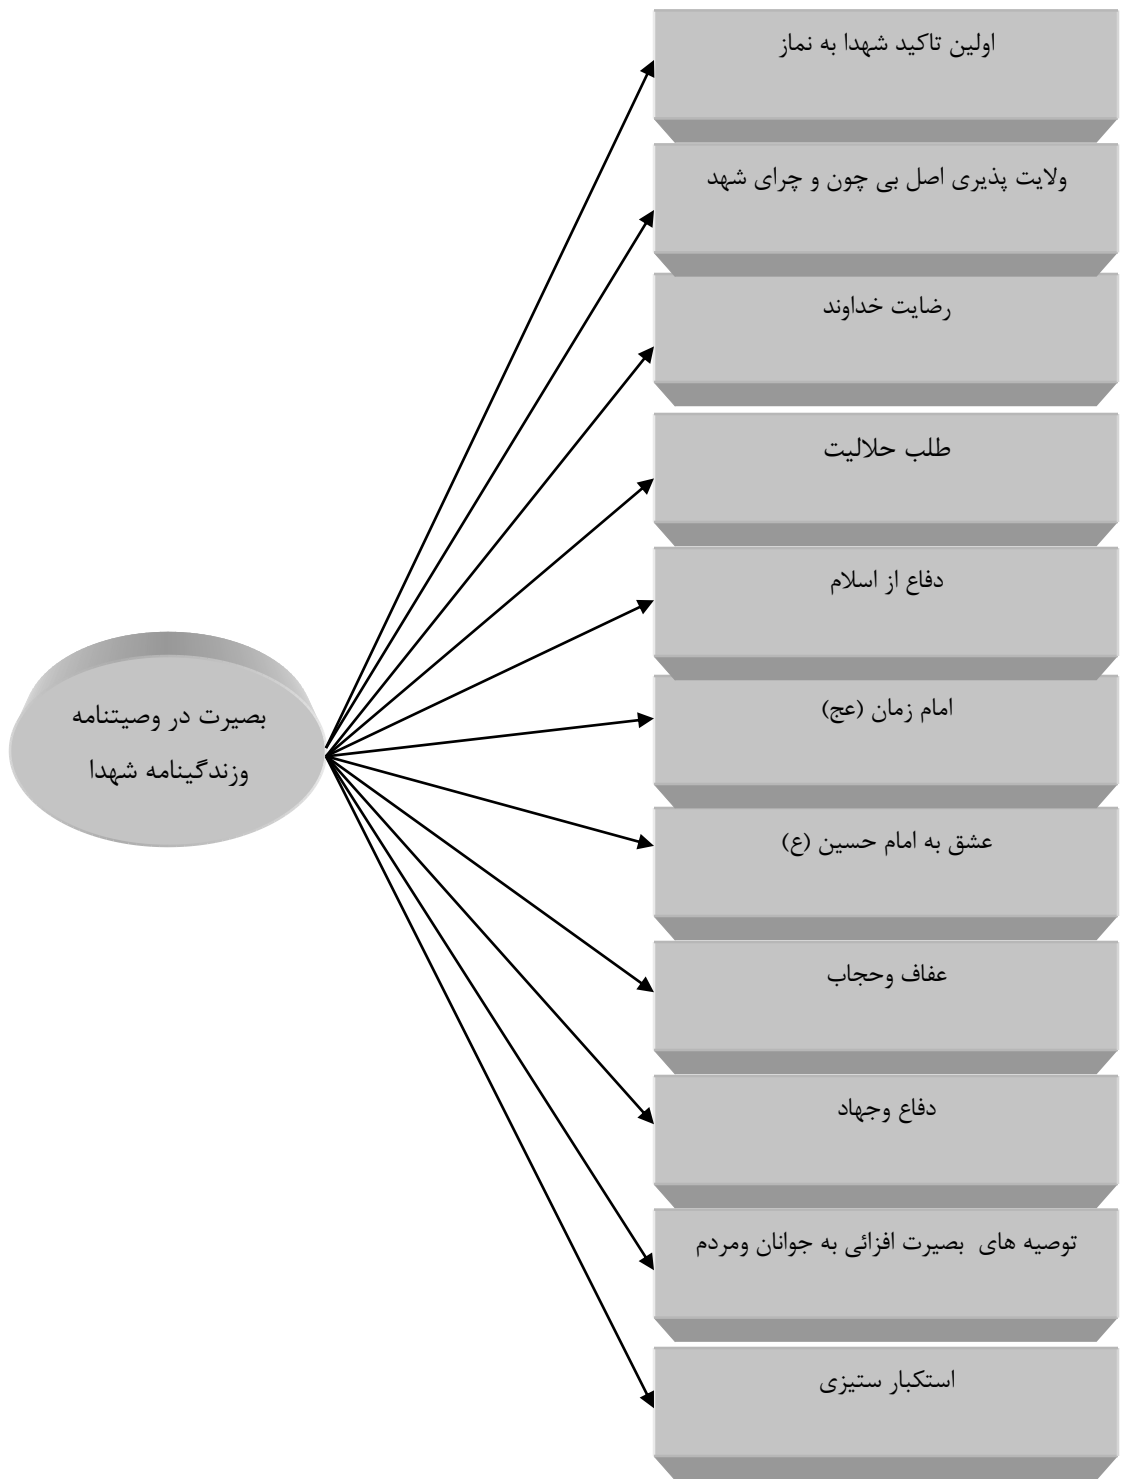 اولین تاکید شهدا به نماز
ولایت پذیری اصل بی چون و چرای شهد
رضایت خداوند
طلب حلالیت
دفاع از اسلام
امام زمان (عج)
عشق به امام حسین (ع)
عفاف وحجاب
دفاع وجهاد
توصیه های  بصیرت افزائی به جوانان ومردم
استکبار ستیزی
بصیرت در وصیتنامه
وزندگینامه شهدا